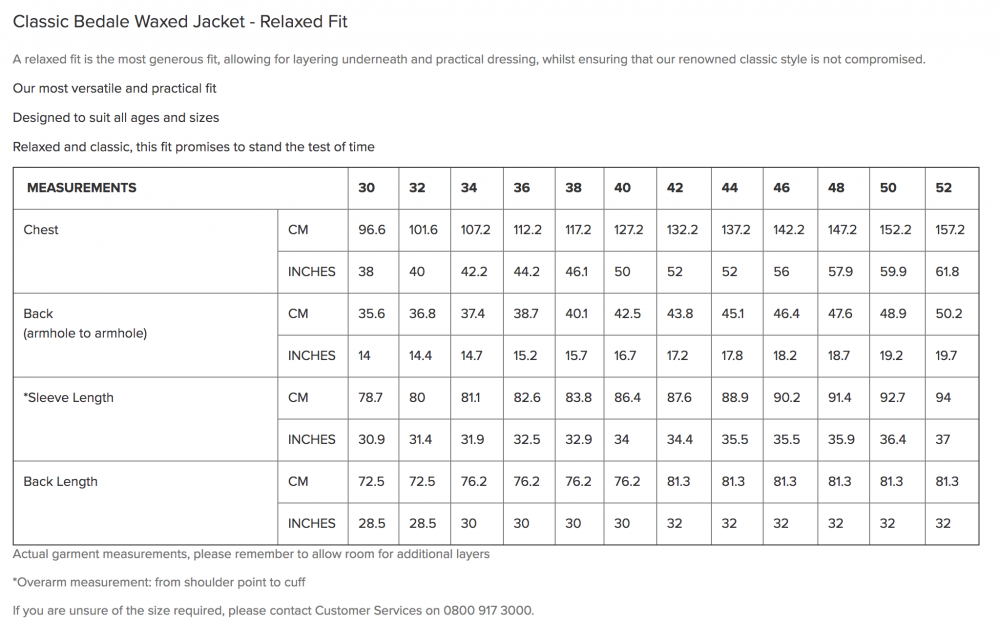 Classic Bedale Waxed Jacket - Relaxed Fit
A relaxed fit is the most generous fit, allowing for layering underneath and practical dressing, whilst ensuring that our renowned classic style is not compromised.
Our most versatile and practical fit
Designed to suit all ages and sizes
Relaxed and classic, this fit promises to stand the test of time
MEASUREMENTS 30 32 34 36 38 40 42 44 46 48 50 52
Chest CM 96.6 101.6 107.2 112.2 117.2 127.2 132.2 137.2 142.2 147.2 152.2 157.2
INCHES 38 40 42.2 44.2 46.1 50 52 52 56 57.9 59.9 61.8
Back CM 35.6 36.8 37.4 38.7 40.1 42.5 43.8 45.1 46.4 47.6 48.9 50.2
(armhole to armhole)
INCHES 14 14.4 14.7 15.2 15.7 16.7 17.2 17.8 18.2 18.7 19.2 19.7
*Sleeve Length CM 78.7 80 81.1 82.6 83.8 86.4 87.6 88.9 90.2 91.4 92.7 94
INCHES 30.9 31.4 31.9 32.5 32.9 34 34.4 35.5 35.5 35.9 36.4 37
Back Length CM 72.5 72.5 76.2 76.2 76.2 76.2 81.3 81.3 81.3 81.3 81.3 81.3
INCHES 28.5 28.5 30 30 30 30 32 32 32 32 32 32
Actual garment measurements, please remember to allow room for additional layers
*Overarm measurement: from shoulder point to cuff
If you are unsure of the size required, please contact Customer Services on 0800 917 3000.